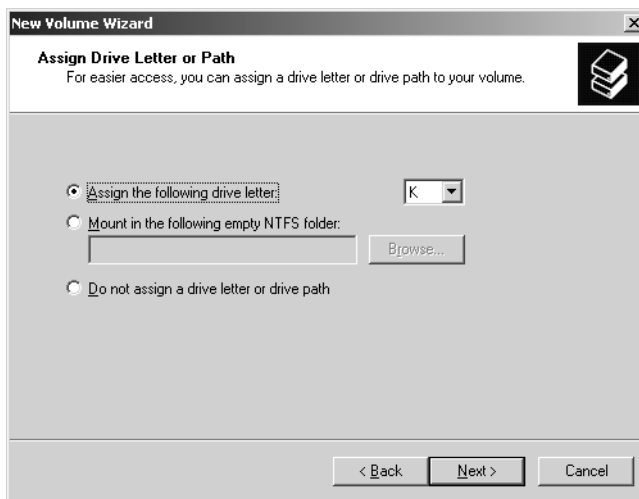 New Volume Wizard
Assign Drive Letter or Path
For easier access, you can assign a drive letter or drive path to your volume.
Assign the following drive letter: K
Mount in the following empty NTFS folder:
Browse...
Do not assign a drive letter or drive path
< Back Next > Cancel